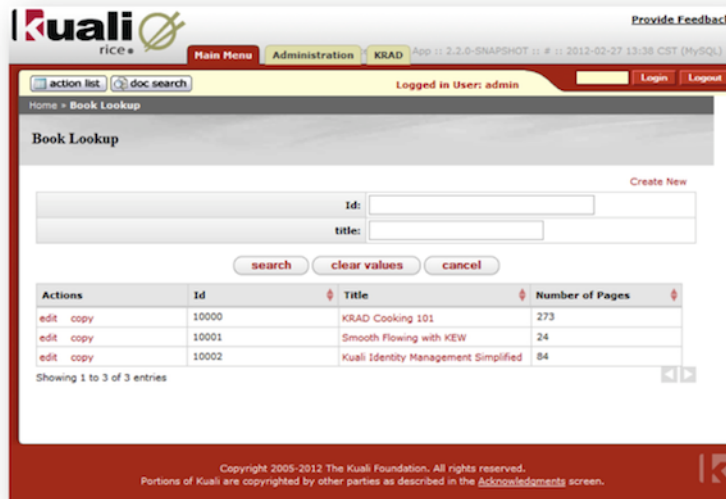 kuali
rice
Provide Feedback
Main Menu Administration KRAD App :: 2.2.0-SNAPSHOT :: # :: 2012-02-27 13:38 CST (MySQL)
action list doc search Logged in User: admin Login Logout
Home » Book Lookup
Book Lookup
Create New
Id:
title:
search clear values cancel
Actions Id Title Number of Pages
edit copy 10000 KRAD Cooking 101 273
edit copy 10001 Smooth Flowing with KEW 24
edit copy 10002 Kuali Identity Management Simplified 84
Showing 1 to 3 of 3 entries
Copyright 2005-2012 The Kuali Foundation. All rights reserved.
Portions of Kuali are copyrighted by other parties as described in the Acknowledgments screen.